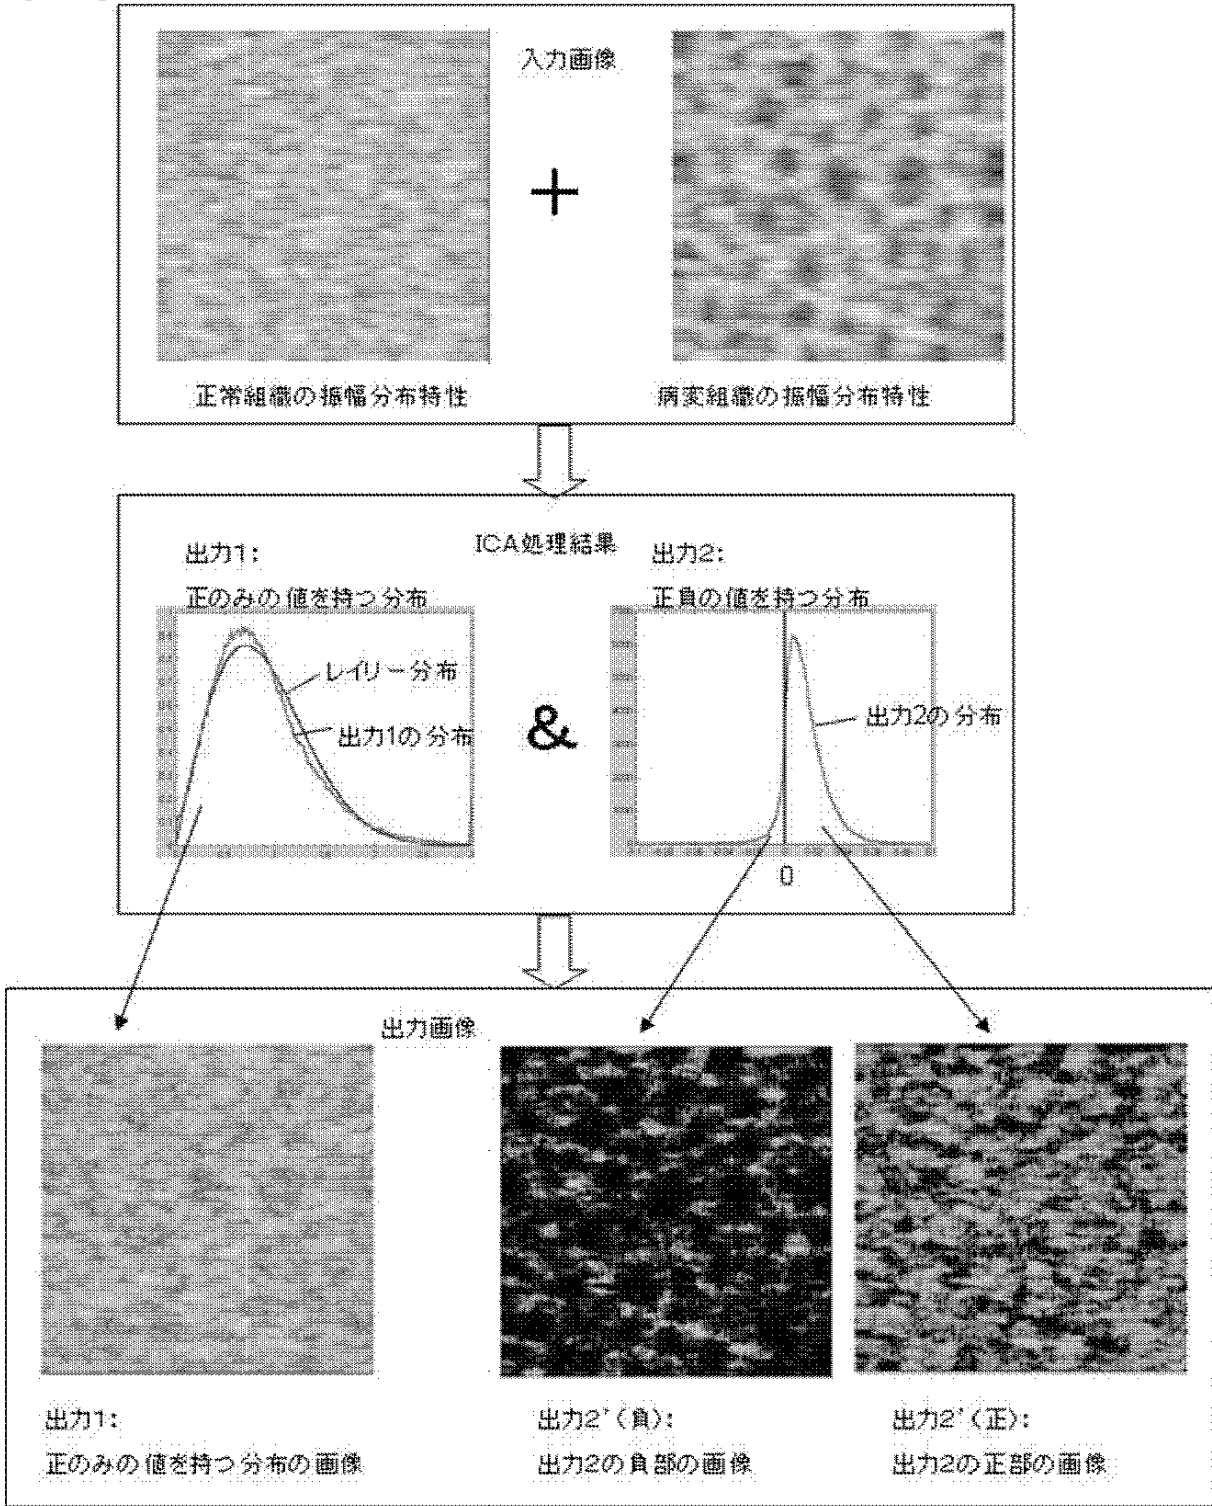 入力画像
+
正常組織の振幅分布特性
病変組織の振幅分布特性
ICA処理結果
出力1:
正のみの値を持つ分布
レイリー分布
出力1の分布
&
出力2:
正負の値を持つ分布
出力2の分布
0
出力画像
出力1:
正のみの値を持つ分布の画像
出力2'(負):
出力2の負部の画像
出力2'(正):
出力2の正部の画像